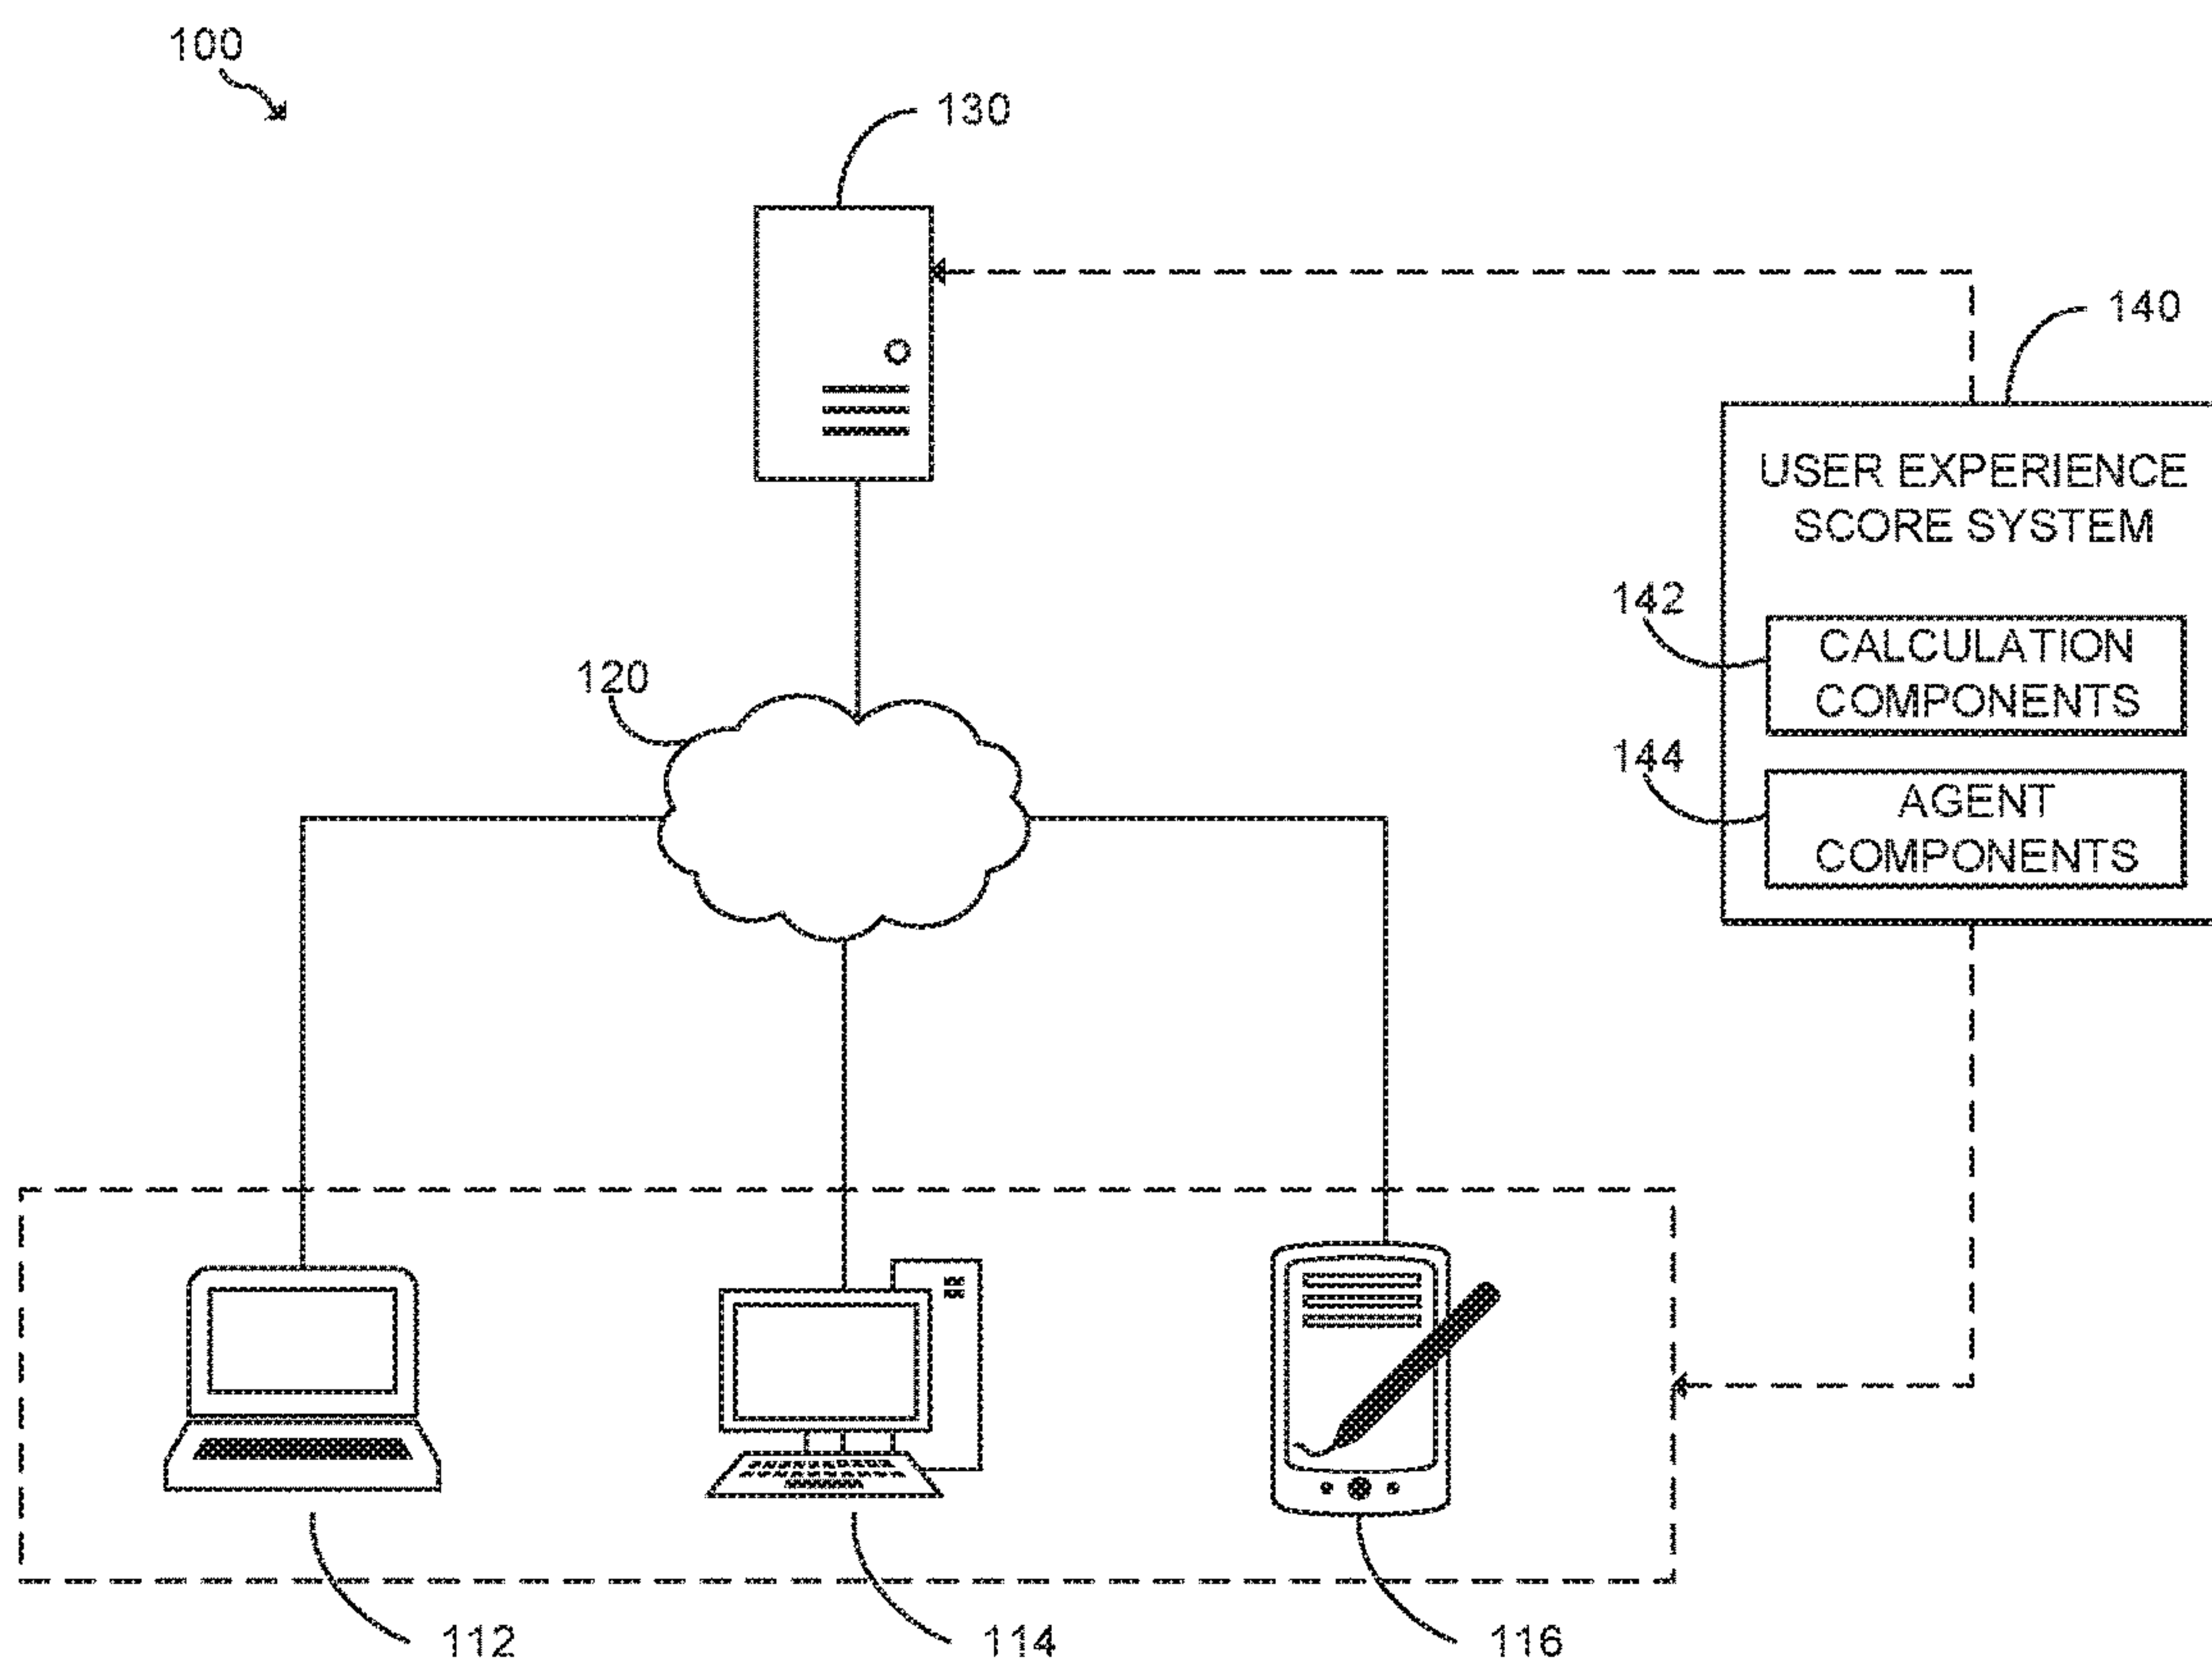 100
130
140
USER EXPERIENCE
SCORE SYSTEM
142
CALCULATION
COMPONENTS
120
144
AGENT
COMPONENTS
112
114
116